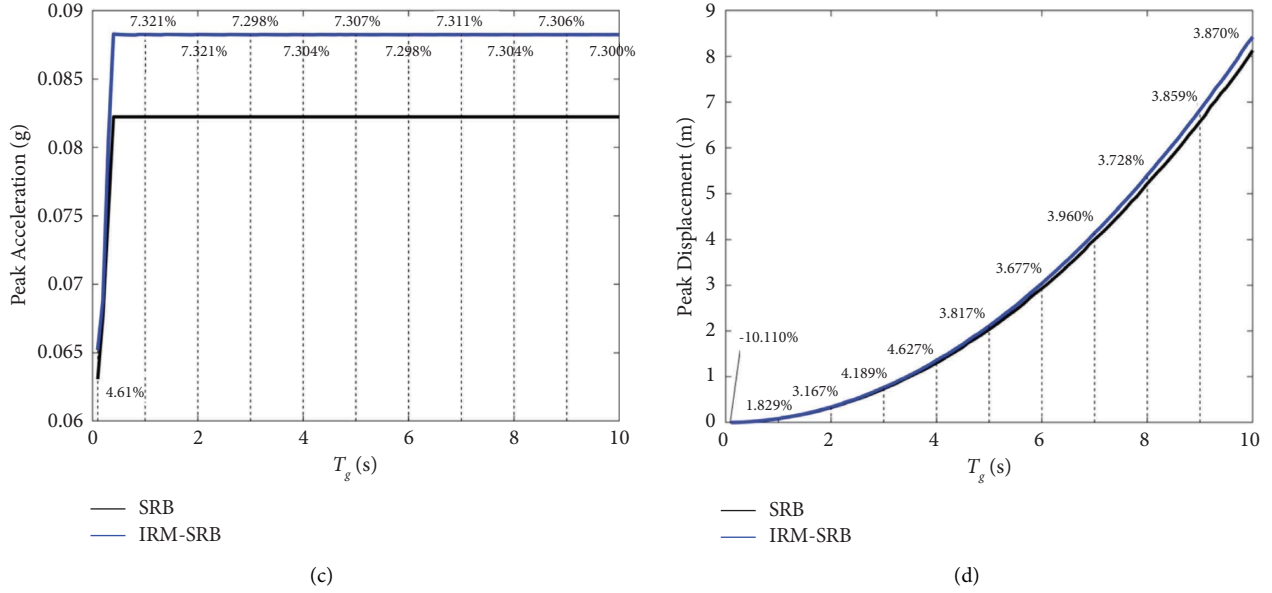 0.09
0.085
0.08
0.075
0.07
0.065
0.06
Peak Acceleration (g)
7.321% 7.298% 7.307% 7.311% 7.306%
7.321% 7.304% 7.298% 7.304% 7.300%
4.61%
0 2 4 6 8 10
Tg (s)
SRB
IRM-SRB
(c)
9
8
7
6
5
4
3
2
1
0
Peak Displacement (m)
3.870%
3.859%
3.728%
3.960%
3.677%
3.817%
-10.110%
4.627%
4.189%
3.167%
1.829%
0 2 4 6 8 10
Tg (s)
SRB
IRM-SRB
(d)